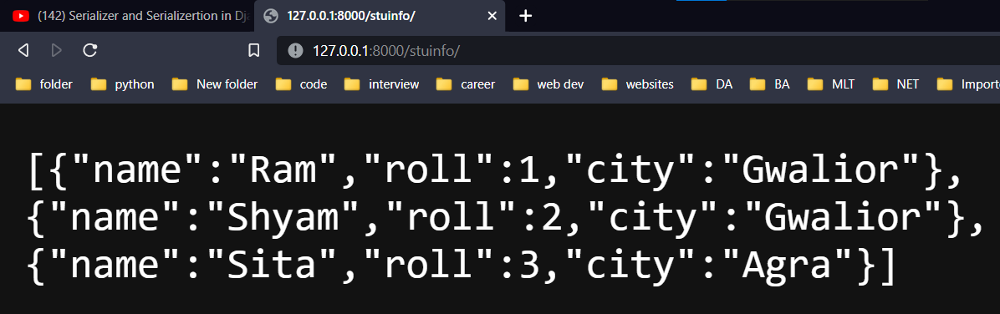 (142) Serializer and Serializertion in Dj
127.0.0.1:8000/stuinfo/
127.0.0.1:8000/stuinfo/
folder python New folder code interview career web dev websites DA BA MLT NET Import
[{"name":"Ram","roll":1,"city":"Gwalior"},
{"name":"Shyam","roll":2,"city":"Gwalior"},
{"name":"Sita","roll":3,"city":"Agra"}]